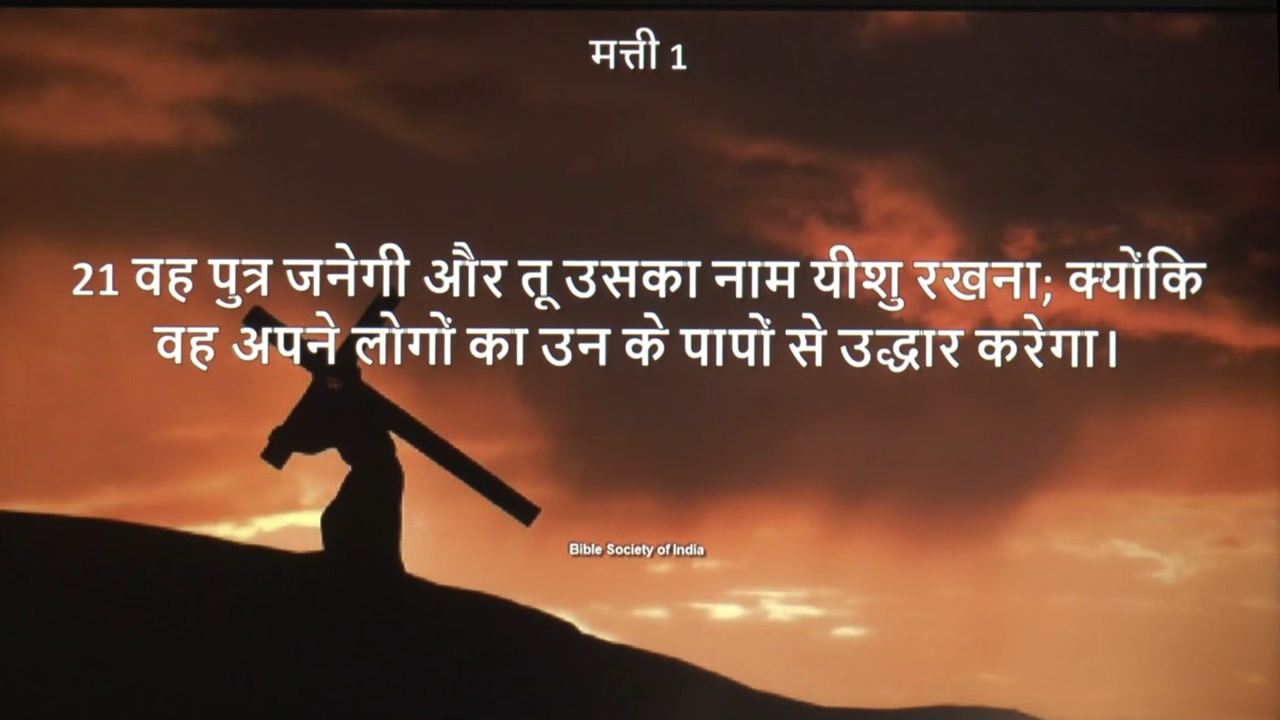 मत्ती 1
21 वह पुत्र जनेगी और तू उसका नाम यीशु रखना; क्योंकि
वह अपने लोगों का उन के पापों से उद्धार करेगा।
Bible Society of India